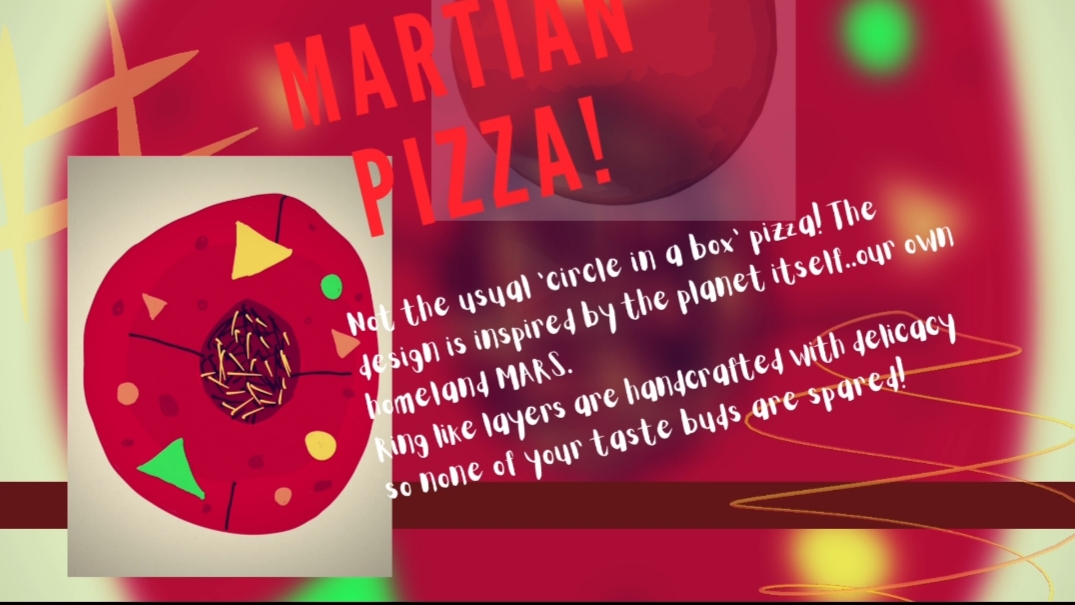 MARTIAN
PIZZA!
Not the usual 'circle in a box' pizza! The
design is inspired by the planet itself..our own
homeland MARS.
Ring like layers are handcrafted with delicacy
so none of your taste buds are spared!